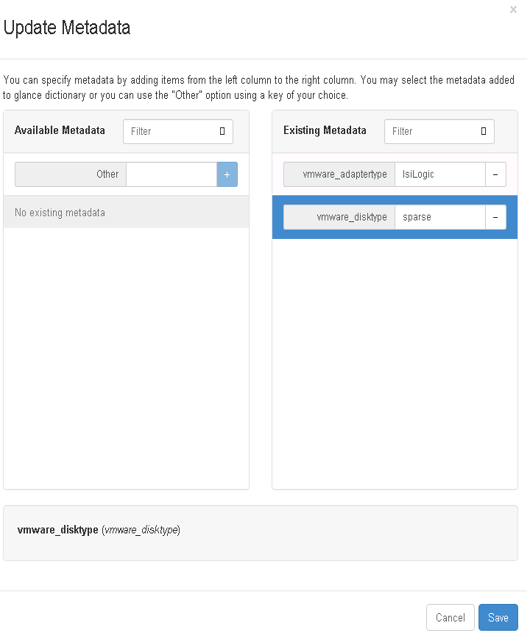 ×
Update Metadata
You can specify metadata by adding items from the left column to the right column. You may select the metadata added
to glance dictionary or you can use the "Other" option using a key of your choice.
Available Metadata Filter
Other +
No existing metadata
Existing Metadata Filter
vmware_adaptertype lsiLogic −
vmware_disktype sparse −
vmware_disktype (vmware_disktype)
Cancel Save